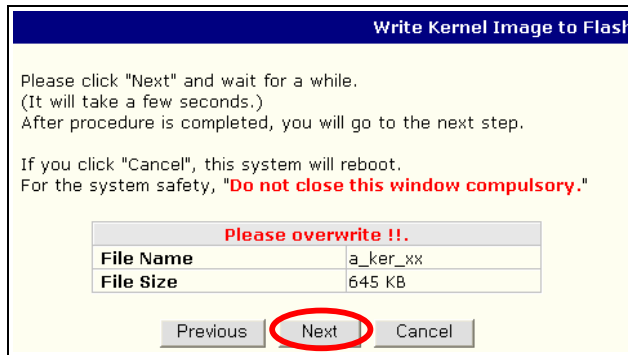 Write Kernel Image to Flash
Please click "Next" and wait for a while.
(It will take a few seconds.)
After procedure is completed, you will go to the next step.
If you click "Cancel", this system will reboot.
For the system safety, "Do not close this window compulsory."
Please overwrite !!.
File Name a_ker_xx
File Size 645 KB
Previous Next Cancel